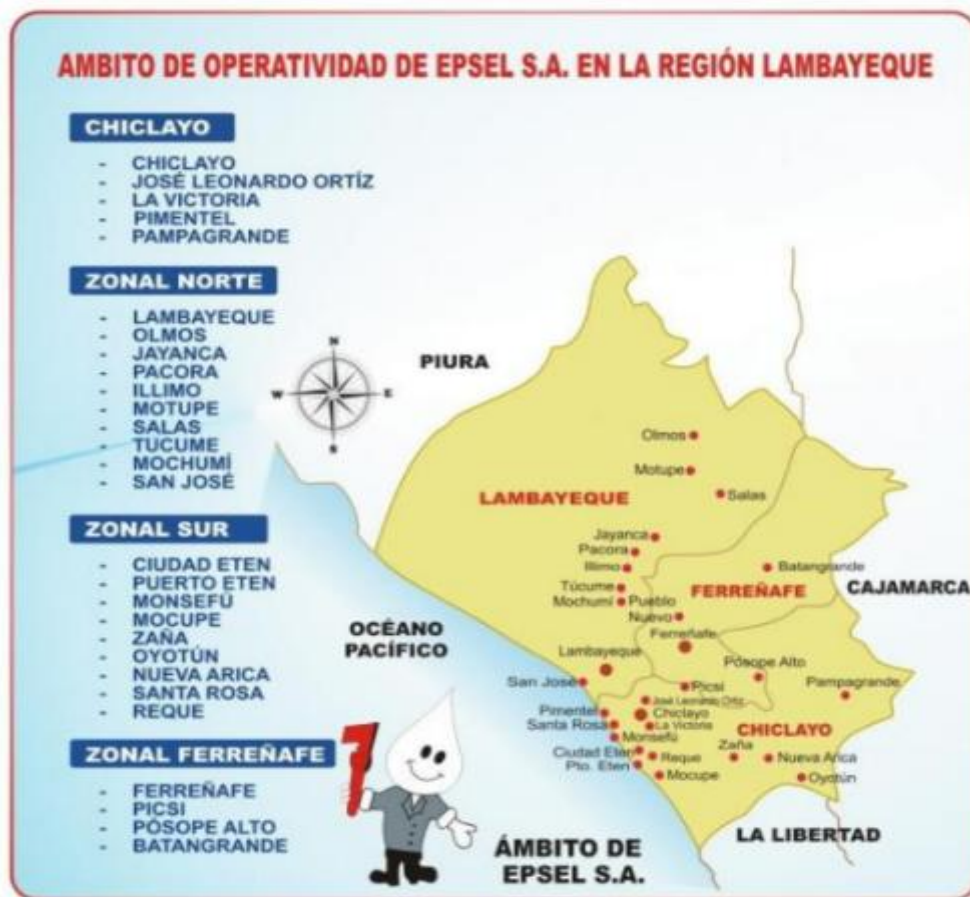 AMBITO DE OPERATIVIDAD DE EPSEL S.A. EN LA REGIÓN LAMBAYEQUE
CHICLAYO
- CHICLAYO
- JOSÉ LEONARDO ORTÍZ
- LA VICTORIA
- PIMENTEL
- PAMPAGRANDE
ZONAL NORTE
- LAMBAYEQUE
- OLMOS
- JAYANCA
- PACORA
- ILLIMO
- MOTUPE
- SALAS
- TUCUME
- MOCHUMÍ
- SAN JOSÉ
ZONAL SUR
- CIUDAD ETEN
- PUERTO ETEN
- MONSEFÚ
- MOCUPE
- ZAÑA
- OYOTÚN
- NUEVA ARICA
- SANTA ROSA
- REQUE
ZONAL FERREÑAFE
- FERREÑAFE
- PICSI
- PÓSOPE ALTO
- BATANGRANDE
N
W
E
S
PIURA
Olmos
Motupe
Salas
LAMBAYEQUE
Jayanca
Pacora
Illimo
Batangrande
FERREÑAFE
CAJAMARCA
Túcume
Mochumí
Pueblo
Nuevo
OCÉANO
PACÍFICO
Ferreñafe
Lambayeque
Pósope Alto
San José
Picsi
Pampagrande
José Leonardo Ortiz
Pimentel
Chiclayo
Santa Rosa
La Victoria
CHICLAYO
Monsefú
Zaña
Ciudad Eten
Reque
Nueva Arica
Pto. Eten
Mocupe
Oyotún
LA LIBERTAD
ÁMBITO DE
EPSEL S.A.